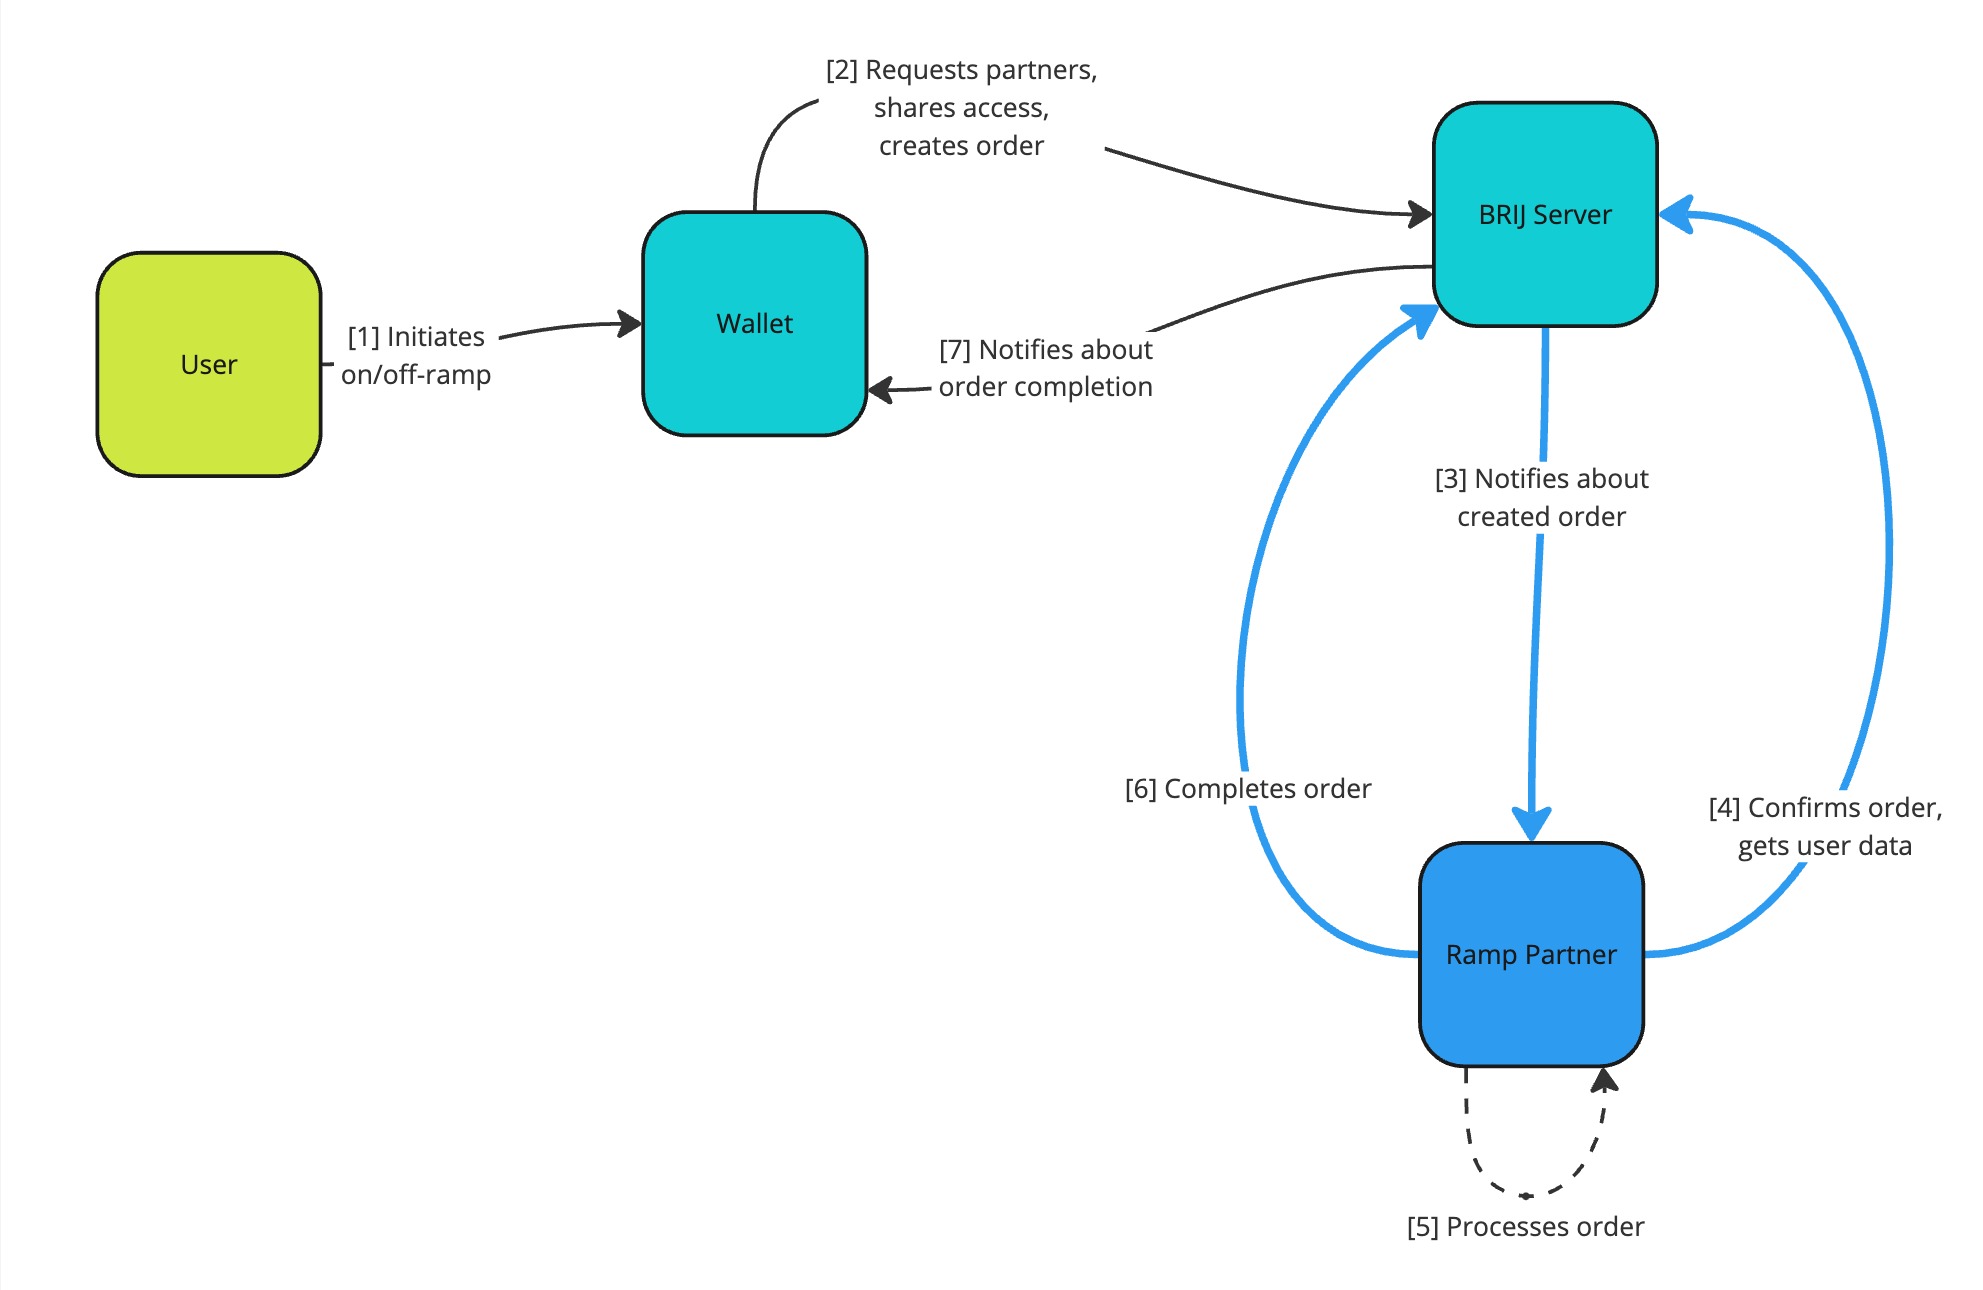 [2] Requests partners,
shares access,
creates order
BRIJ Server
Wallet
User
[1] Initiates
on/off-ramp
[7] Notifies about
order completion
[3] Notifies about
created order
[6] Completes order
[4] Confirms order,
gets user data
Ramp Partner
[5] Processes order